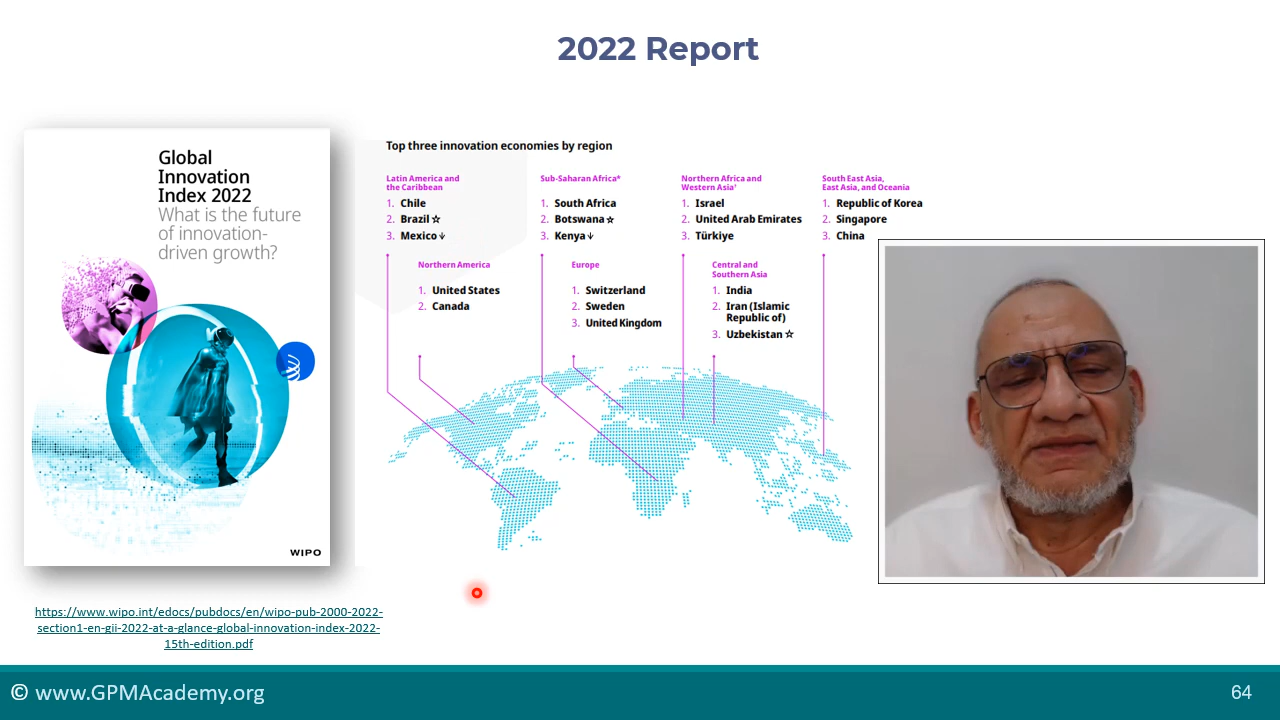 2022 Report
Global
Innovation
Index 2022
What is the future
of innovation-
driven growth?
WIPO
https://www.wipo.int/edocs/pubdocs/en/wipo-pub-2000-2022-
section1-en-gii-2022-at-a-glance-global-innovation-index-2022-
15th-edition.pdf
Top three innovation economies by region
Latin America and
the Caribbean
1. Chile
2. Brazil ☆
3. Mexico ↓
Sub-Saharan Africa*
1. South Africa
2. Botswana ☆
3. Kenya ↓
Northern Africa and
Western Asia†
1. Israel
2. United Arab Emirates
3. Türkiye
South East Asia,
East Asia, and Oceania
1. Republic of Korea
2. Singapore
3. China
Northern America
1. United States
2. Canada
Europe
1. Switzerland
2. Sweden
3. United Kingdom
Central and
Southern Asia
1. India
2. Iran (Islamic
Republic of)
3. Uzbekistan ☆
© www.GPMAcademy.org
64